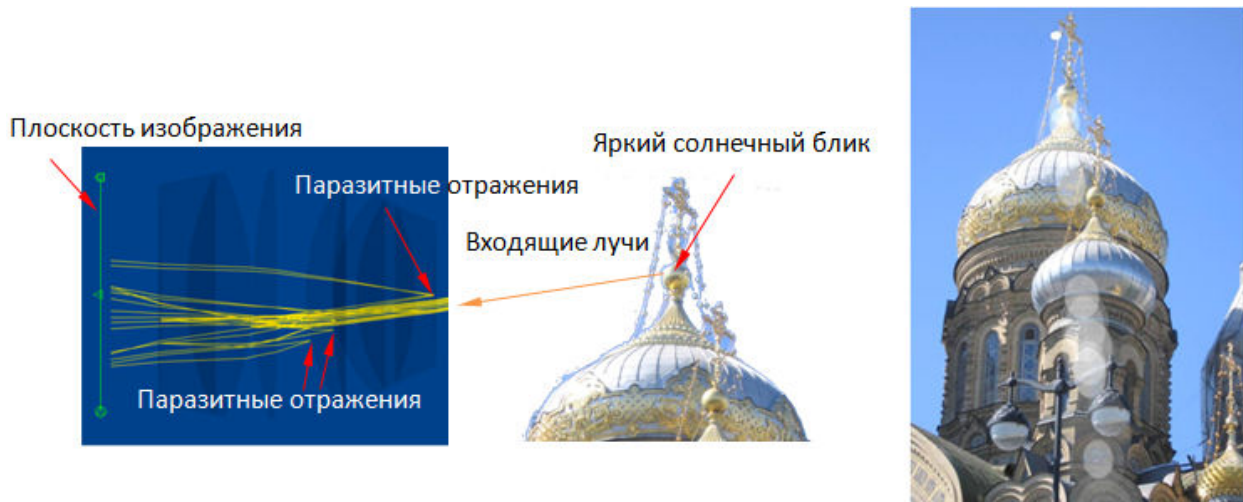 Плоскость изображения
Яркий солнечный блик
Паразитные отражения
Входящие лучи
Паразитные отражения